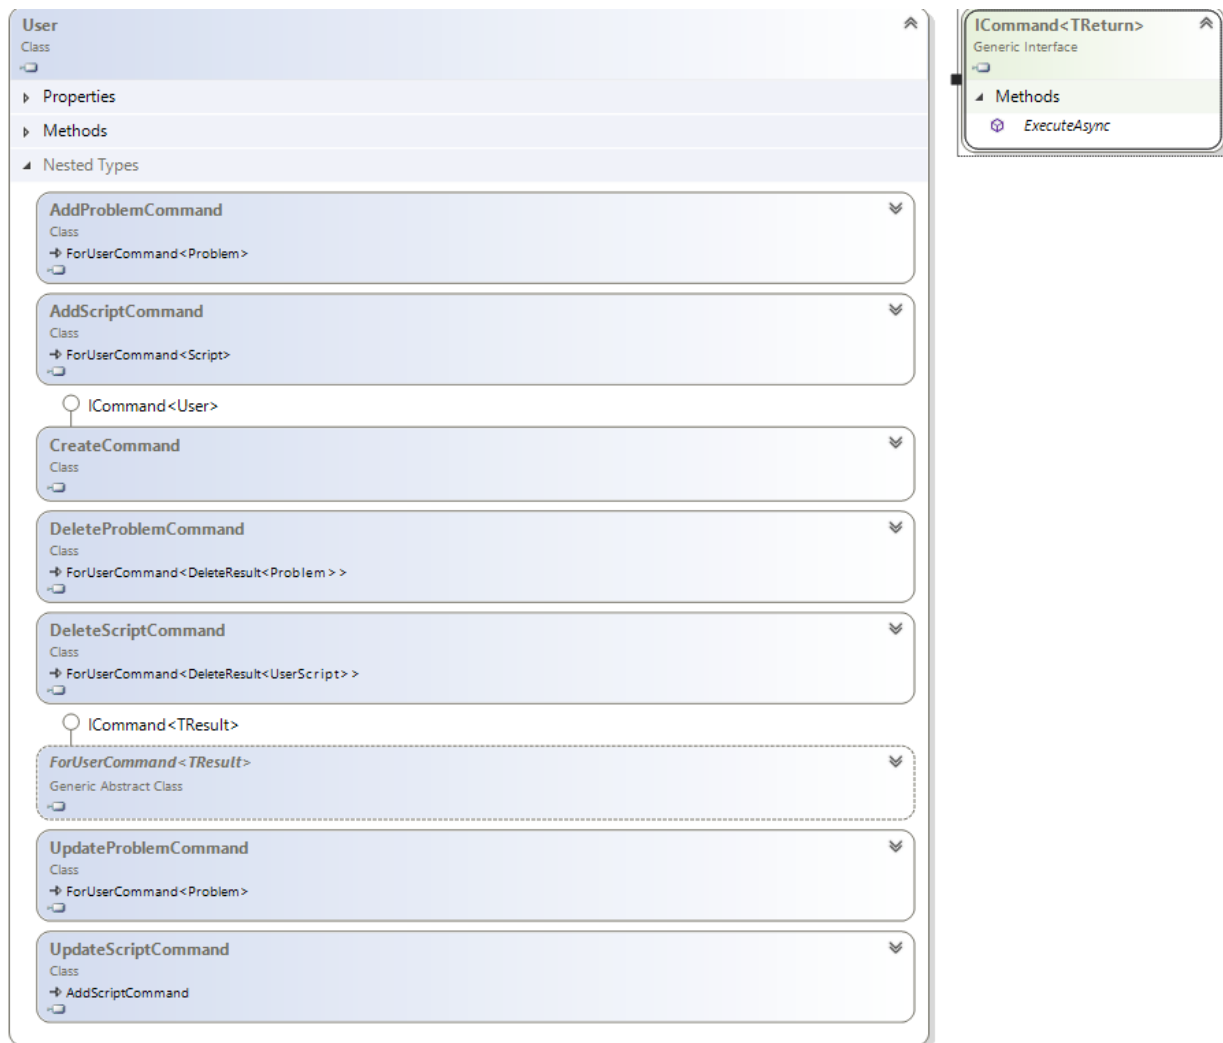 User
Class
Properties
Methods
Nested Types
AddProblemCommand
Class
ForUserCommand<Problem>
AddScriptCommand
Class
ForUserCommand<Script>
ICommand<User>
CreateCommand
Class
DeleteProblemCommand
Class
ForUserCommand<DeleteResult<Problem>>
DeleteScriptCommand
Class
ForUserCommand<DeleteResult<UserScript>>
ICommand<TResult>
ForUserCommand<TResult>
Generic Abstract Class
UpdateProblemCommand
Class
ForUserCommand<Problem>
UpdateScriptCommand
Class
AddScriptCommand
ICommand<TReturn>
Generic Interface
Methods
ExecuteAsync